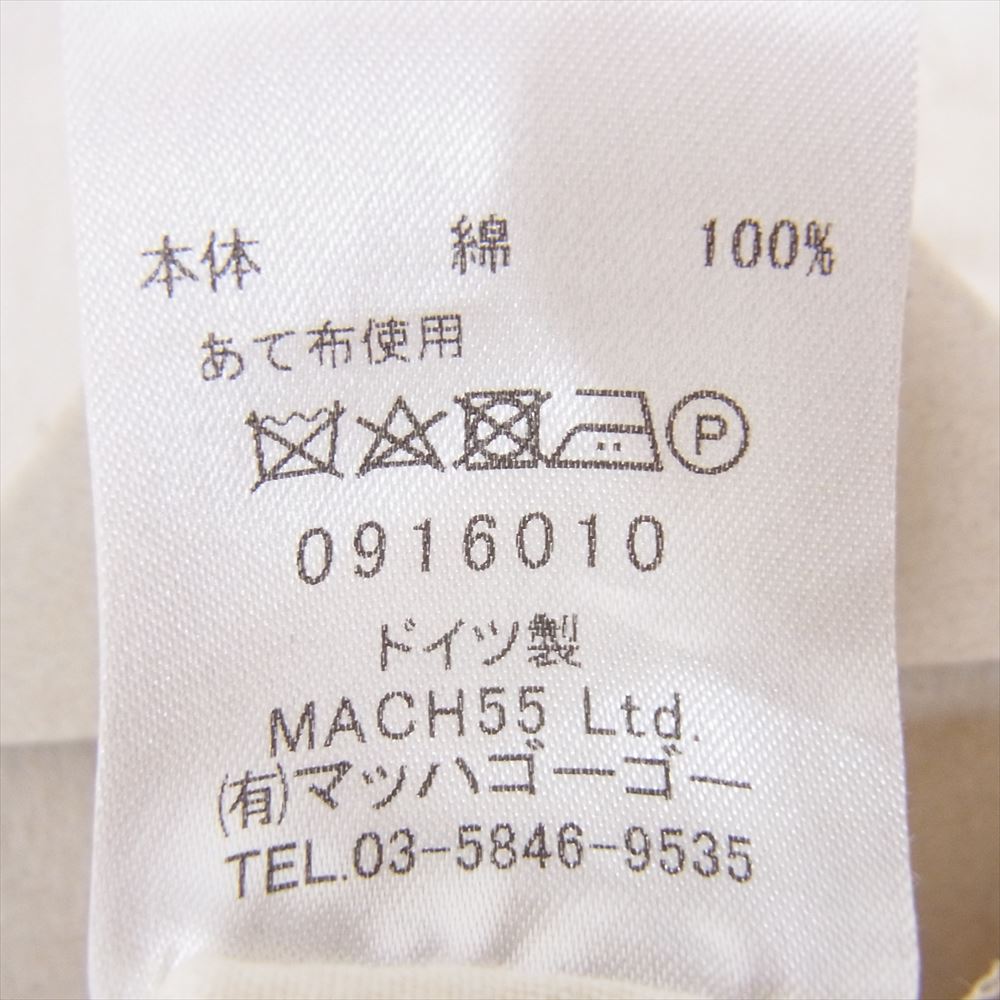 本体 綿 100%
あて布使用
P
0916010
ドイツ製
MACH55 Ltd.
(有)マッハゴーゴー
TEL.03-5846-9535